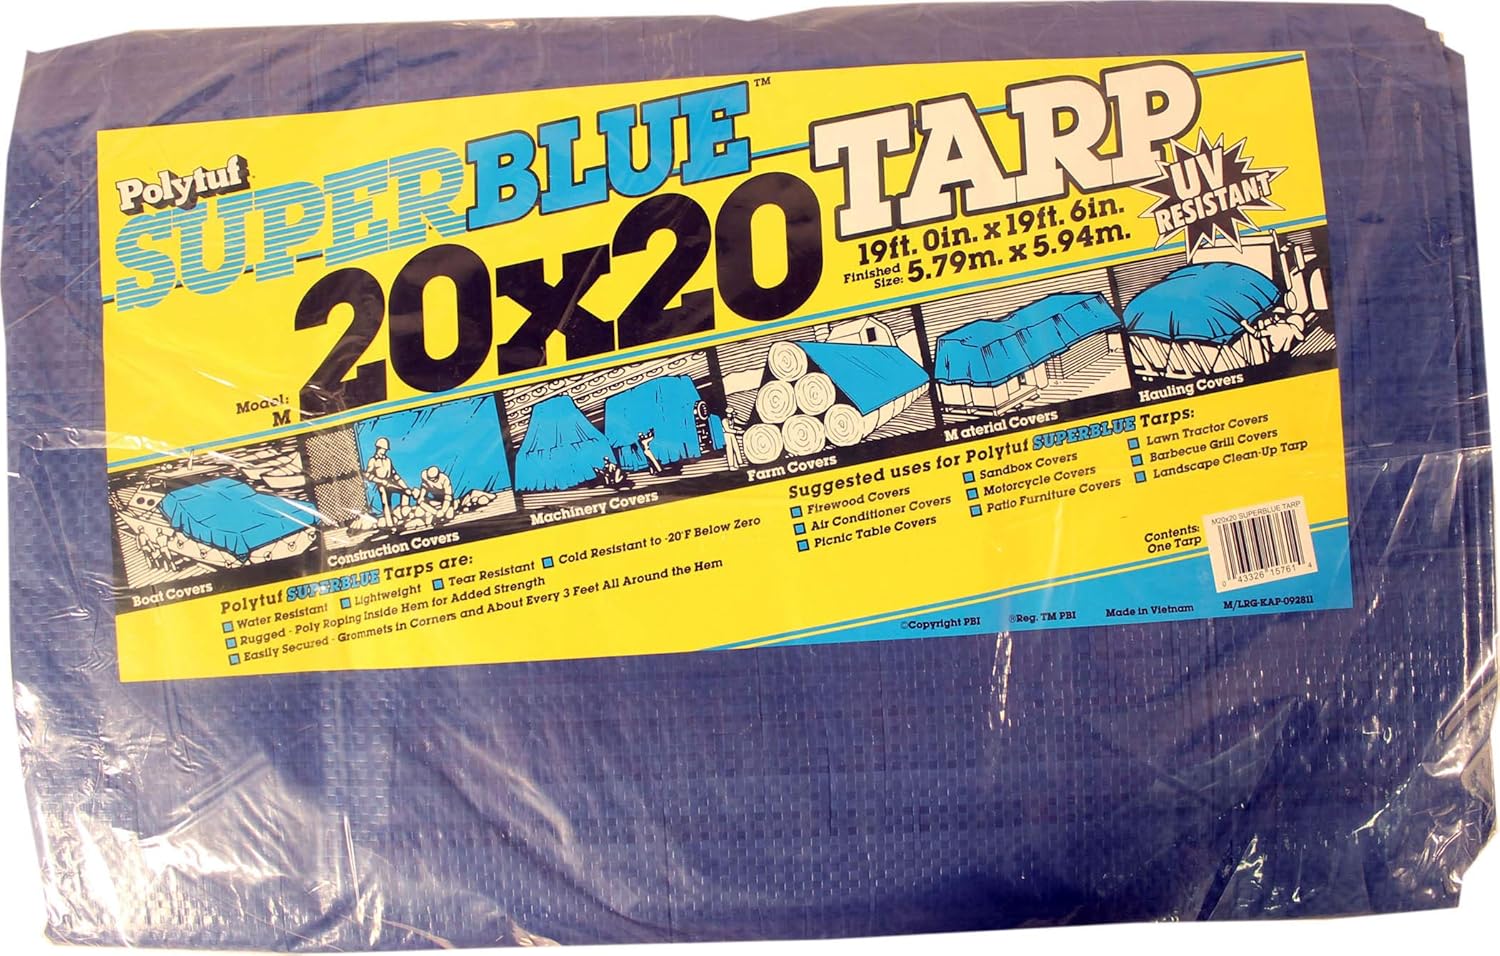 Polytuf
SUPERBLUE™ TARP
20x20
UV
RESISTANT
19ft. 0in. x 19ft. 6in.
Finished
Size: 5.79m. x 5.94m.
Model:
M
Boat Covers
Construction Covers
Machinery Covers
Farm Covers
Material Covers
Hauling Covers
Polytuf SUPERBLUE Tarps are:
Water Resistant Lightweight Tear Resistant Cold Resistant to -20°F Below Zero
Rugged - Poly Roping Inside Hem for Added Strength
Easily Secured - Grommets in Corners and About Every 3 Feet All Around the Hem
Suggested uses for Polytuf SUPERBLUE Tarps:
Firewood Covers
Air Conditioner Covers
Picnic Table Covers
Sandbox Covers
Motorcycle Covers
Patio Furniture Covers
Lawn Tractor Covers
Barbecue Grill Covers
Landscape Clean-Up Tarp
Contents:
One Tarp
M20x20 SUPERBLUE TARP
0 43326 15761 4
©Copyright PBI ®Reg. TM PBI Made in Vietnam M/LRG-KAP-092811